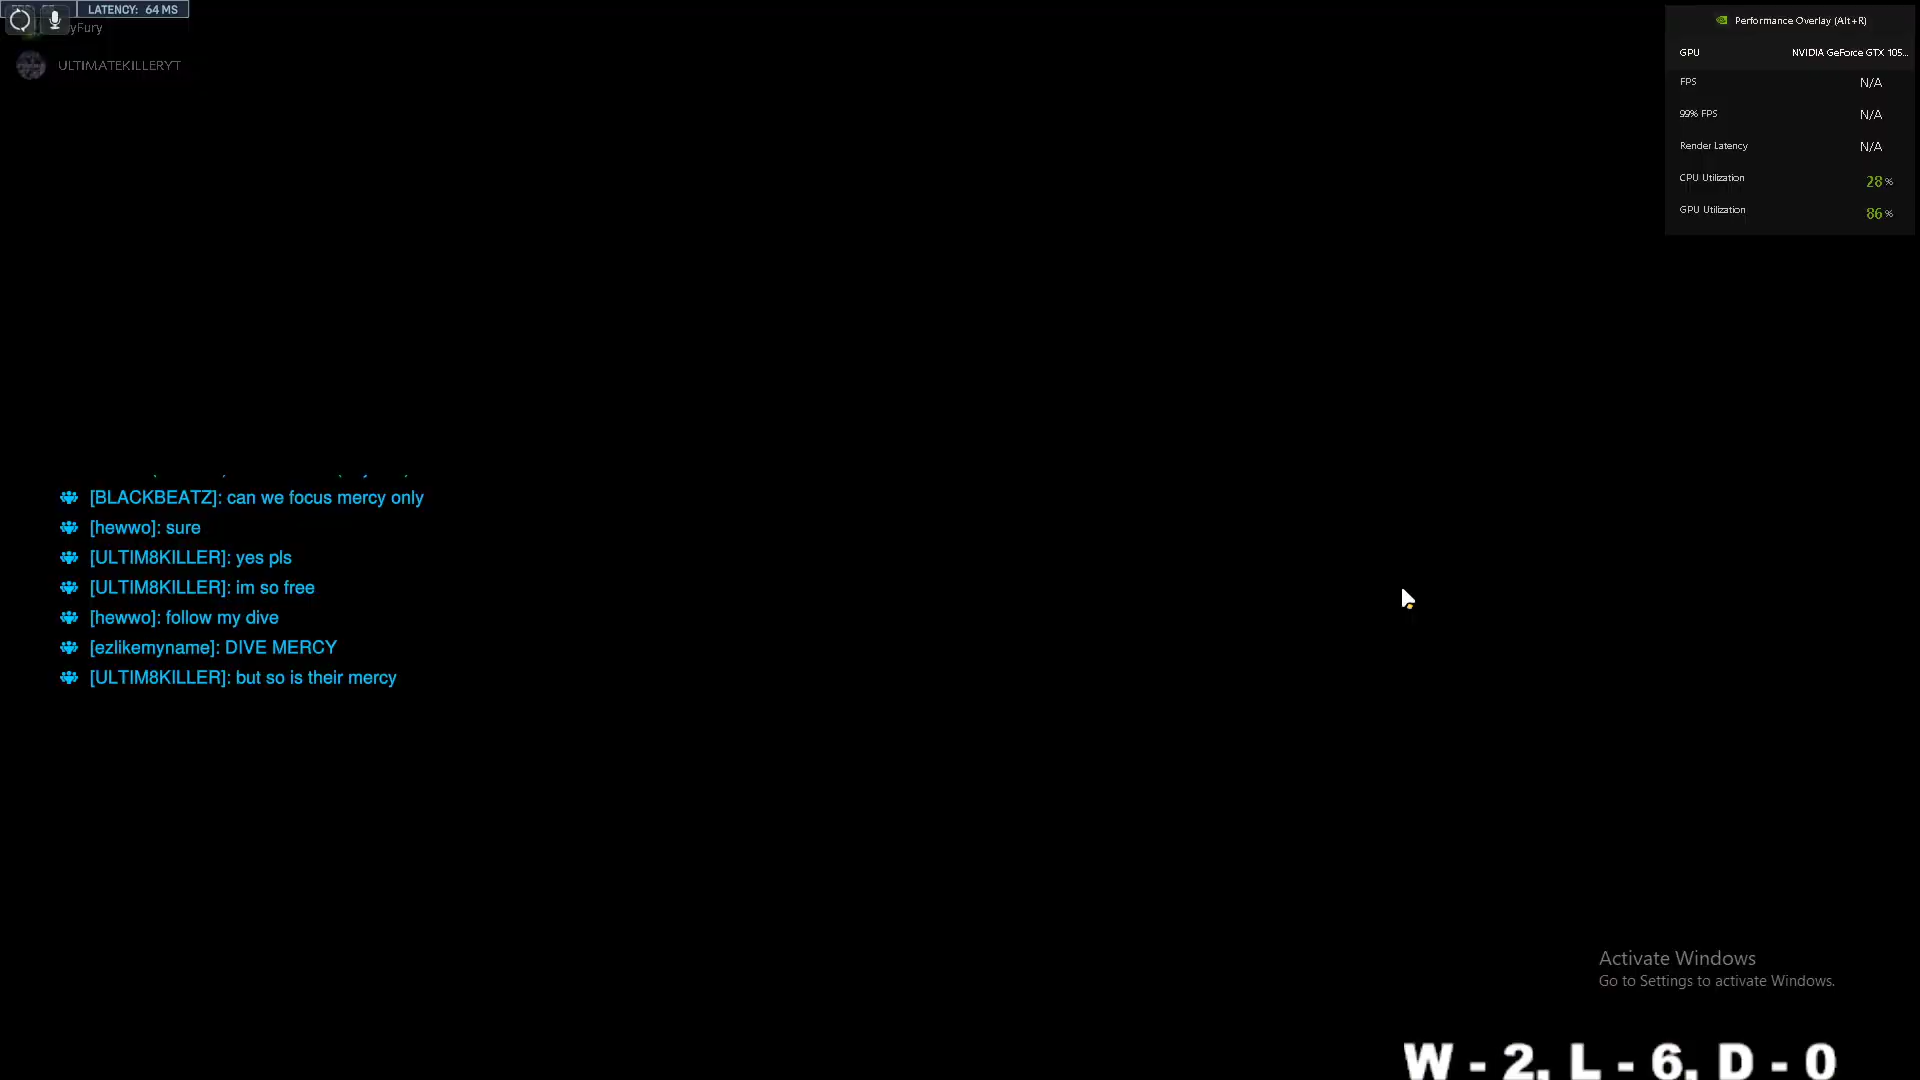 LATENCY: 64 MS
yFury
ULTIMATEKILLERYT
Performance Overlay (Alt+R)
GPU NVIDIA GeForce GTX 105...
FPS N/A
99% FPS N/A
Render Latency N/A
CPU Utilization 28 %
GPU Utilization 86 %
[BLACKBEATZ]: can we focus mercy only
[hewwo]: sure
[ULTIM8KILLER]: yes pls
[ULTIM8KILLER]: im so free
[hewwo]: follow my dive
[ezlikemyname]: DIVE MERCY
[ULTIM8KILLER]: but so is their mercy
Activate Windows
Go to Settings to activate Windows.
W - 2, L - 6, D - 0